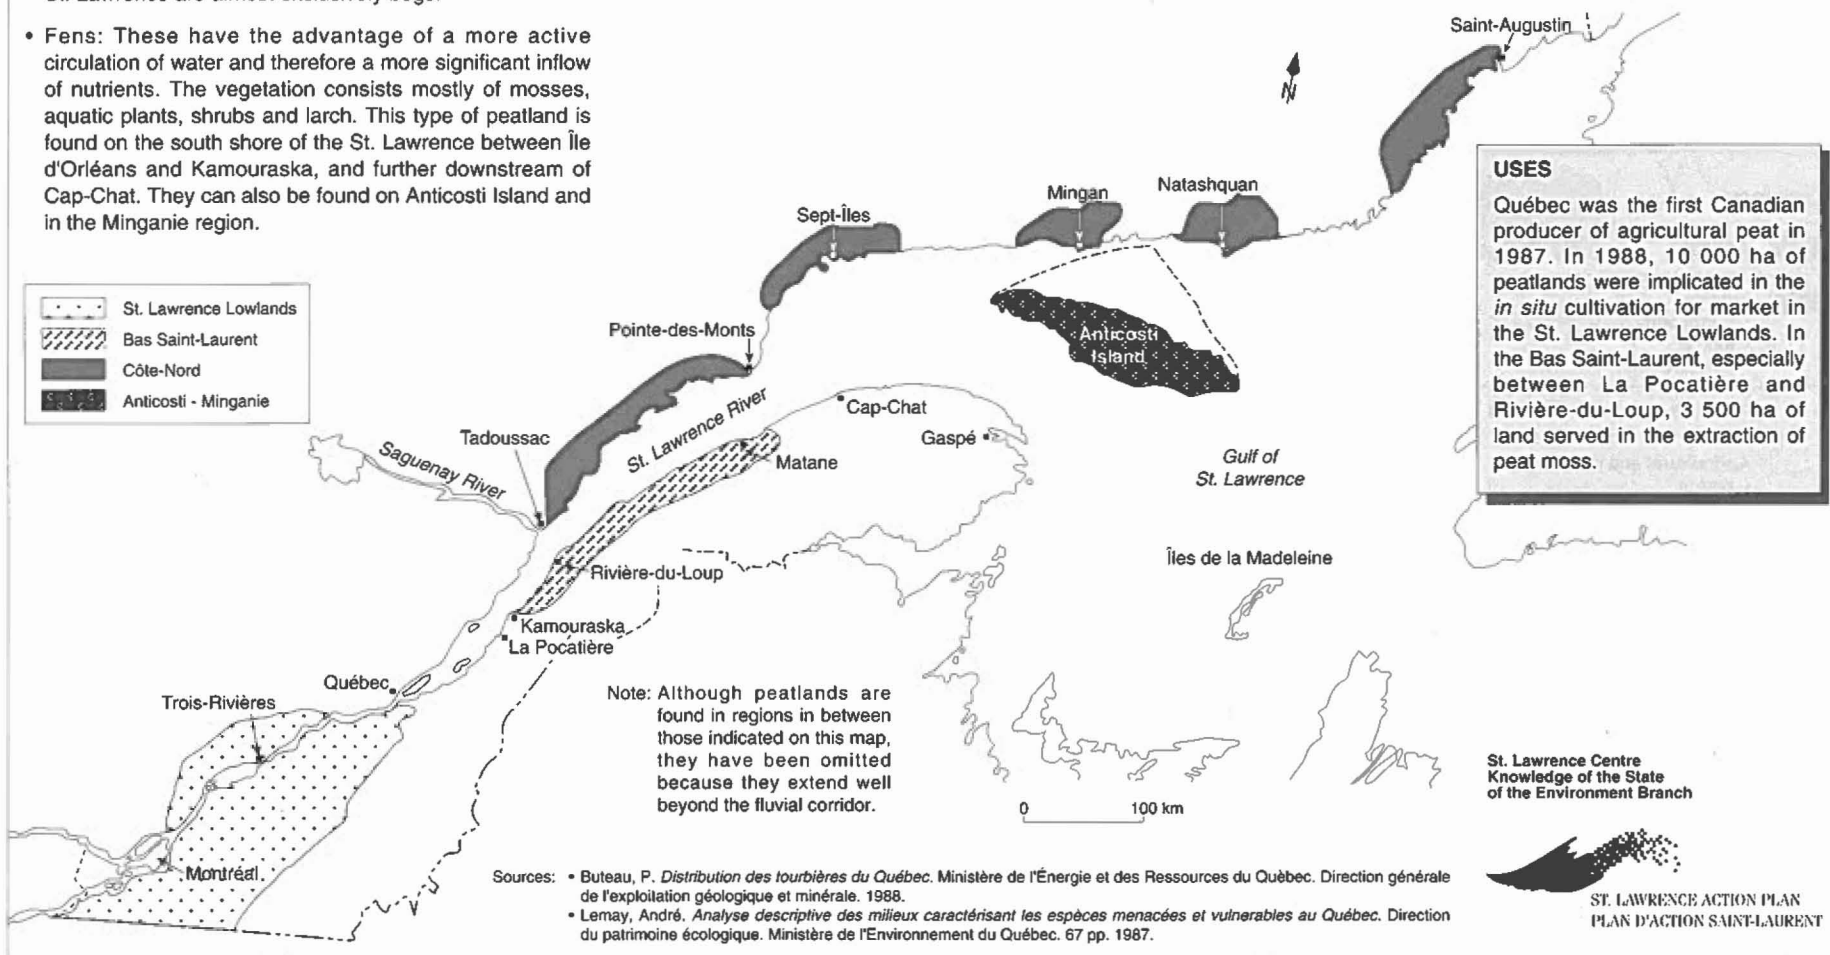 • Fens: These have the advantage of a more active
circulation of water and therefore a more significant inflow
of nutrients. The vegetation consists mostly of mosses,
aquatic plants, shrubs and larch. This type of peatland is
found on the south shore of the St. Lawrence between Île
d'Orléans and Kamouraska, and further downstream of
Cap-Chat. They can also be found on Anticosti Island and
in the Minganie region.
St. Lawrence Lowlands
Bas Saint-Laurent
Côte-Nord
Anticosti - Minganie
Saint-Augustin
N
Natashquan
Mingan
Sept-Îles
Pointe-des-Monts
Anticosti
Island
St. Lawrence River
Cap-Chat
Gaspé
Tadoussac
Matane
Saguenay River
Gulf of
St. Lawrence
Îles de la Madeleine
Rivière-du-Loup
Kamouraska
La Pocatière
Québec
Trois-Rivières
Montréal
USES
Québec was the first Canadian
producer of agricultural peat in
1987. In 1988, 10 000 ha of
peatlands were implicated in the
in situ cultivation for market in
the St. Lawrence Lowlands. In
the Bas Saint-Laurent, especially
between La Pocatière and
Rivière-du-Loup, 3 500 ha of
land served in the extraction of
peat moss.
Note: Although peatlands are
found in regions in between
those indicated on this map,
they have been omitted
because they extend well
beyond the fluvial corridor.
0 100 km
St. Lawrence Centre
Knowledge of the State
of the Environment Branch
Sources: • Buteau, P. Distribution des tourbières du Québec. Ministère de l'Énergie et des Ressources du Québec. Direction générale
de l'exploitation géologique et minérale. 1988.
• Lemay, André. Analyse descriptive des milieux caractérisant les espèces menacées et vulnerables au Québec. Direction
du patrimoine écologique. Ministère de l'Environnement du Québec. 67 pp. 1987.
ST. LAWRENCE ACTION PLAN
PLAN D'ACTION SAINT-LAURENT